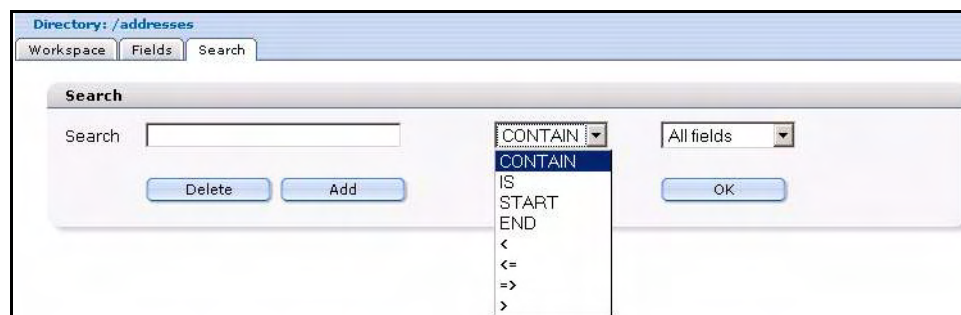 Directory: /addresses
Workspace Fields Search
Search
Search CONTAIN All fields
CONTAIN
Delete Add IS OK
START
END
<
<=
=>
>